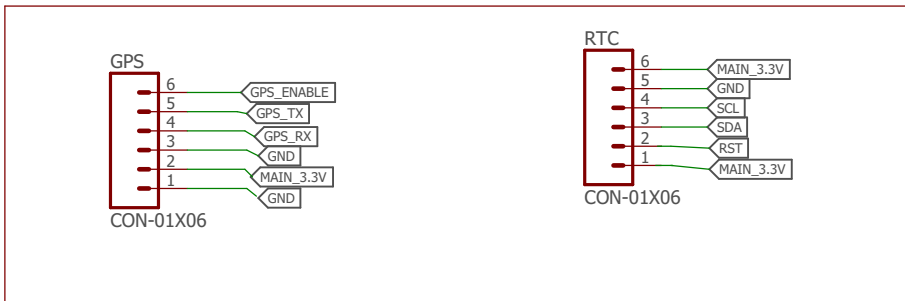 GPS
6 GPS_ENABLE
5 GPS_TX
4 GPS_RX
3 GND
2 MAIN_3.3V
1 GND
CON-01X06
RTC
6 MAIN_3.3V
5 GND
4 SCL
3 SDA
2 RST
1 MAIN_3.3V
CON-01X06